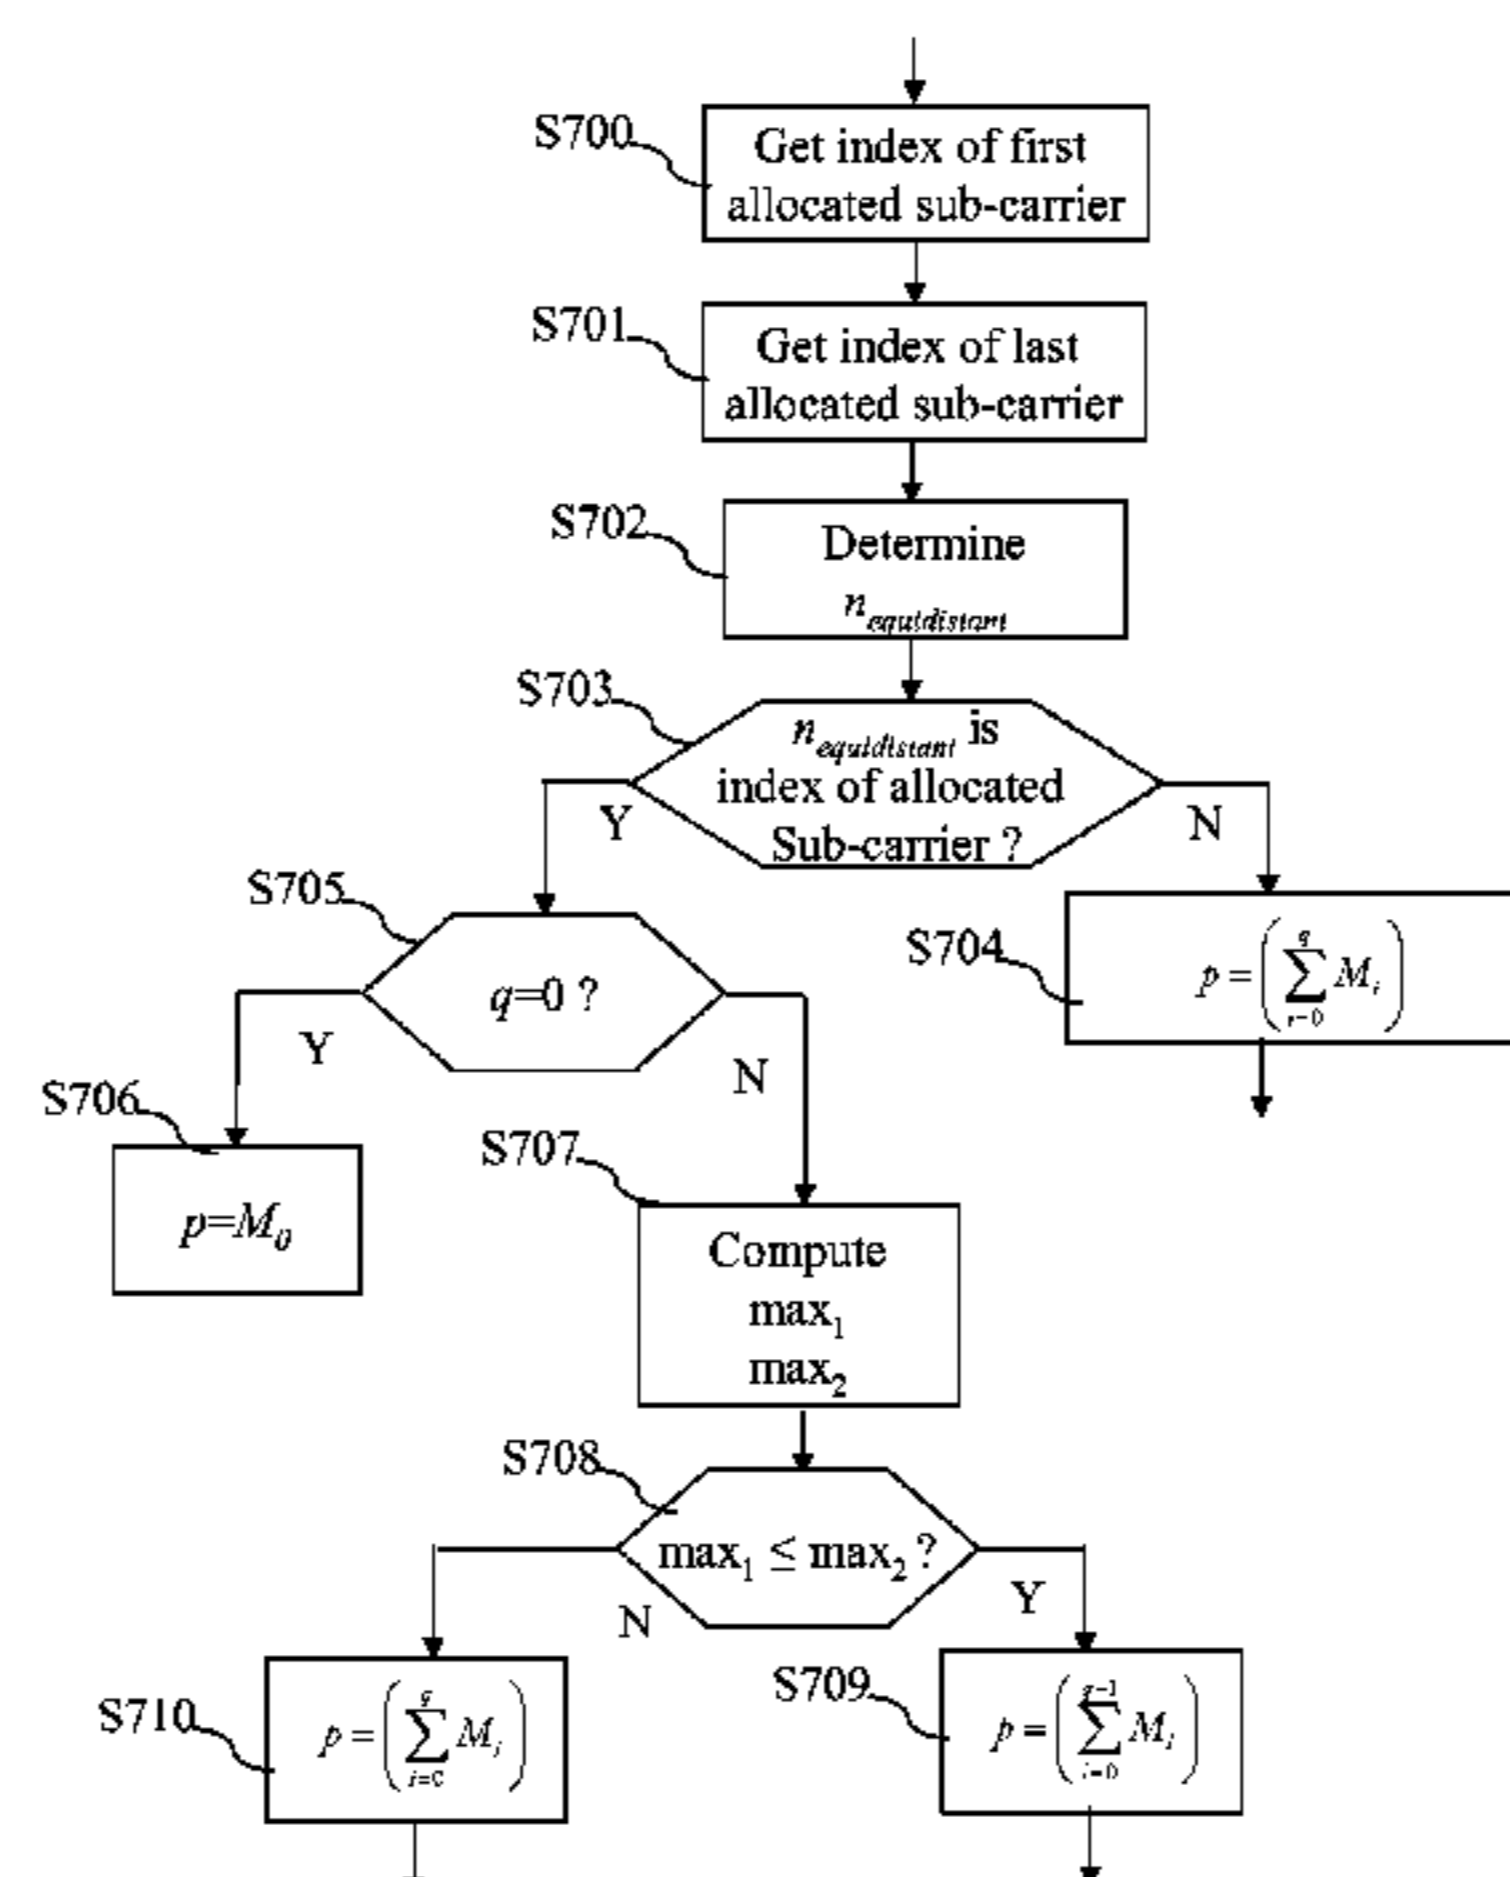 S700
Get index of first
allocated sub-carrier
S701
Get index of last
allocated sub-carrier
S702
Determine
n_equidistant
S703
n_equidistant is
index of allocated
Sub-carrier ?
Y
N
S705
q=0 ?
S704
p = ( ∑_{i=0}^{q} M_i )
Y
N
S706
p=M_0
S707
Compute
max_1
max_2
S708
max_1 ≤ max_2 ?
N
Y
S710
p = ( ∑_{i=0}^{q} M_i )
S709
p = ( ∑_{i=0}^{q-1} M_i )